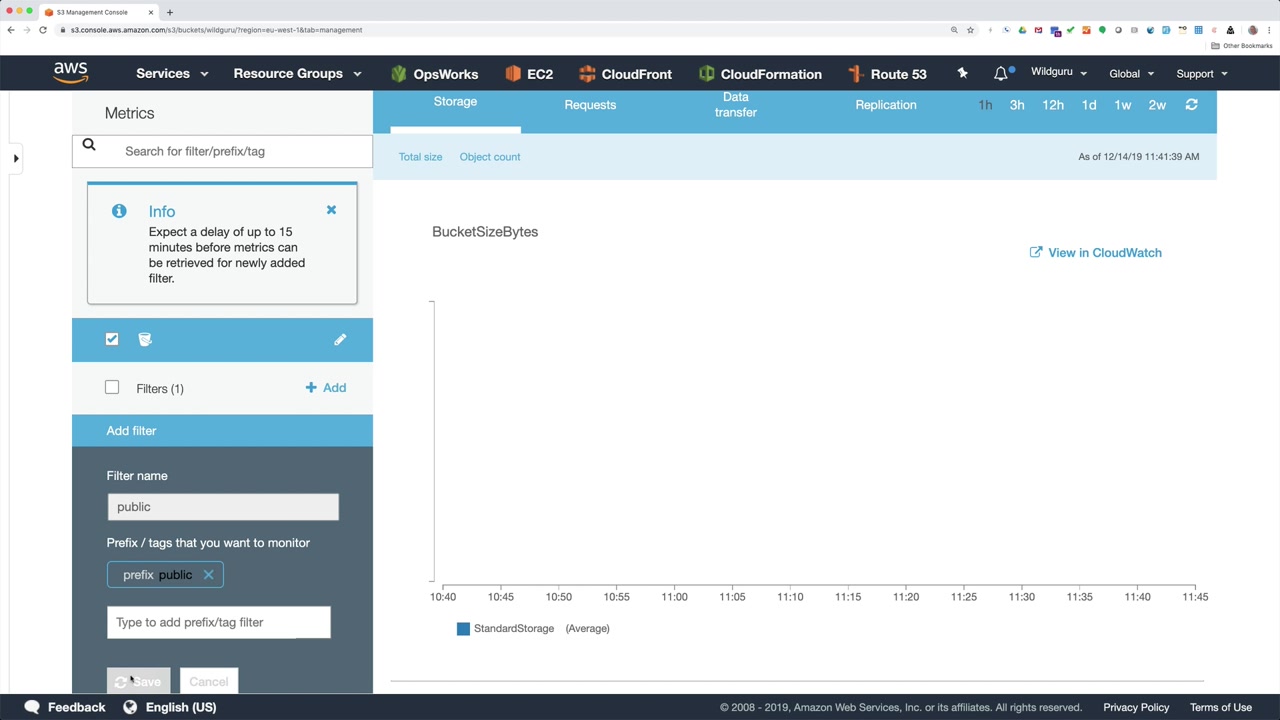 S3 Management Console
s3.console.aws.amazon.com/s3/buckets/wildguru/?region=eu-west-1&tab=management
Other Bookmarks
aws
Services
Resource Groups
OpsWorks
EC2
CloudFront
CloudFormation
Route 53
Wildguru
Global
Support
Metrics
Search for filter/prefix/tag
Info
Expect a delay of up to 15
minutes before metrics can
be retrieved for newly added
filter.
Filters (1)
Add
Add filter
Filter name
public
Prefix / tags that you want to monitor
prefix public
Type to add prefix/tag filter
Save
Cancel
Storage
Requests
Data
transfer
Replication
1h
3h
12h
1d
1w
2w
Total size
Object count
As of 12/14/19 11:41:39 AM
BucketSizeBytes
View in CloudWatch
10:40
10:45
10:50
10:55
11:00
11:05
11:10
11:15
11:20
11:25
11:30
11:35
11:40
11:45
StandardStorage (Average)
Feedback
English (US)
© 2008 - 2019, Amazon Web Services, Inc. or its affiliates. All rights reserved.
Privacy Policy
Terms of Use